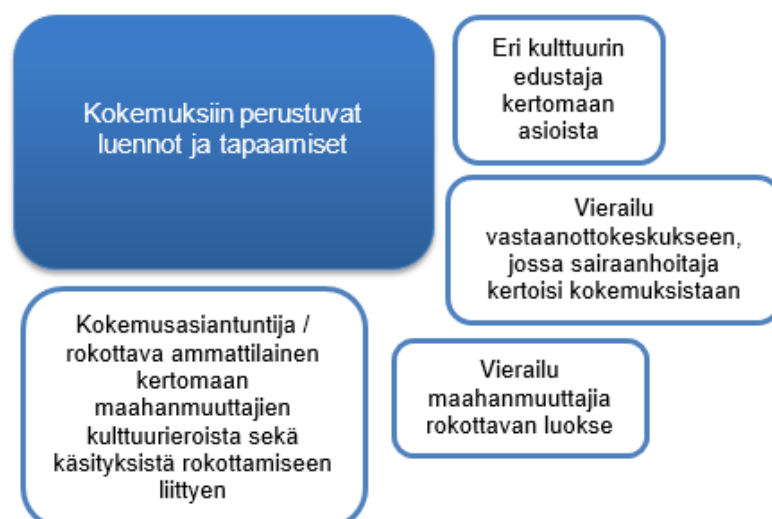 Kokemuksiin perustuvat
luennot ja tapaamiset
Eri kulttuurin
edustaja
kertomaan
asioista
Vierailu
vastaanottokeskukseen,
jossa sairaanhoitaja
kertoisi kokemuksistaan
Kokemusasiantuntija /
rokottava ammattilainen
kertomaan
maahanmuuttajien
kulttuurieroista sekä
käsityksistä rokottamiseen
liittyen
Vierailu
maahanmuuttajia
rokottavan luokse